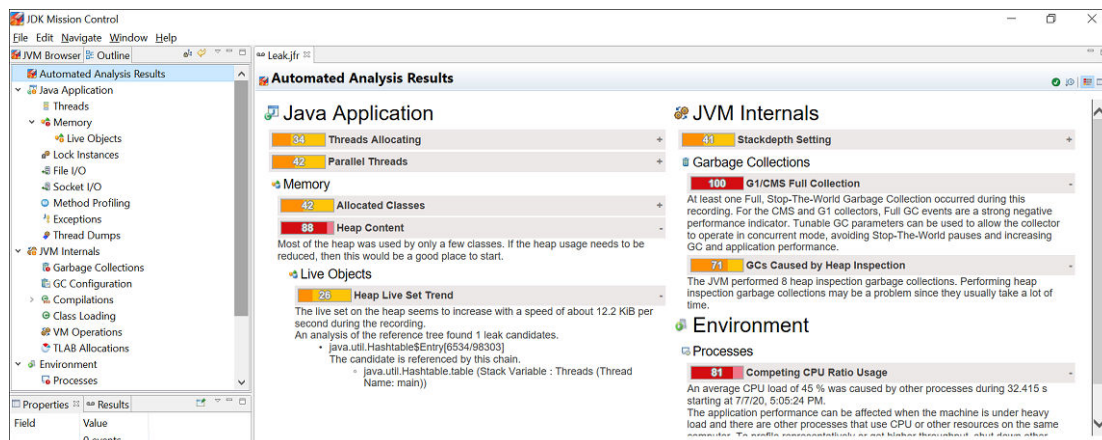 JDK Mission Control
File Edit Navigate Window Help
JVM Browser Outline
Automated Analysis Results
Java Application
Threads
Memory
Live Objects
Lock Instances
File I/O
Socket I/O
Method Profiling
Exceptions
Thread Dumps
JVM Internals
Garbage Collections
GC Configuration
Compilations
Class Loading
VM Operations
TLAB Allocations
Environment
Processes
Properties Results
Field Value
0 events
Leak.jfr
Automated Analysis Results
Java Application
34 Threads Allocating +
42 Parallel Threads +
Memory
42 Allocated Classes +
88 Heap Content -
Most of the heap was used by only a few classes. If the heap usage needs to be
reduced, then this would be a good place to start.
Live Objects
26 Heap Live Set Trend -
The live set on the heap seems to increase with a speed of about 12.2 KiB per
second during the recording.
An analysis of the reference tree found 1 leak candidates.
• java.util.Hashtable$Entry[6534/98303]
The candidate is referenced by this chain.
◦ java.util.Hashtable.table (Stack Variable : Threads (Thread
Name: main))
JVM Internals
41 Stackdepth Setting +
Garbage Collections
100 G1/CMS Full Collection -
At least one Full, Stop-The-World Garbage Collection occurred during this
recording. For the CMS and G1 collectors, Full GC events are a strong negative
performance indicator. Tunable GC parameters can be used to allow the collector
to operate in concurrent mode, avoiding Stop-The-World pauses and increasing
GC and application performance.
71 GCs Caused by Heap Inspection -
The JVM performed 8 heap inspection garbage collections. Performing heap
inspection garbage collections may be a problem since they usually take a lot of
time.
Environment
Processes
81 Competing CPU Ratio Usage -
An average CPU load of 45 % was caused by other processes during 32.415 s
starting at 7/7/20, 5:05:24 PM.
The application performance can be affected when the machine is under heavy
load and there are other processes that use CPU or other resources on the same
computer. To profile representatively or get higher throughput, shut down other